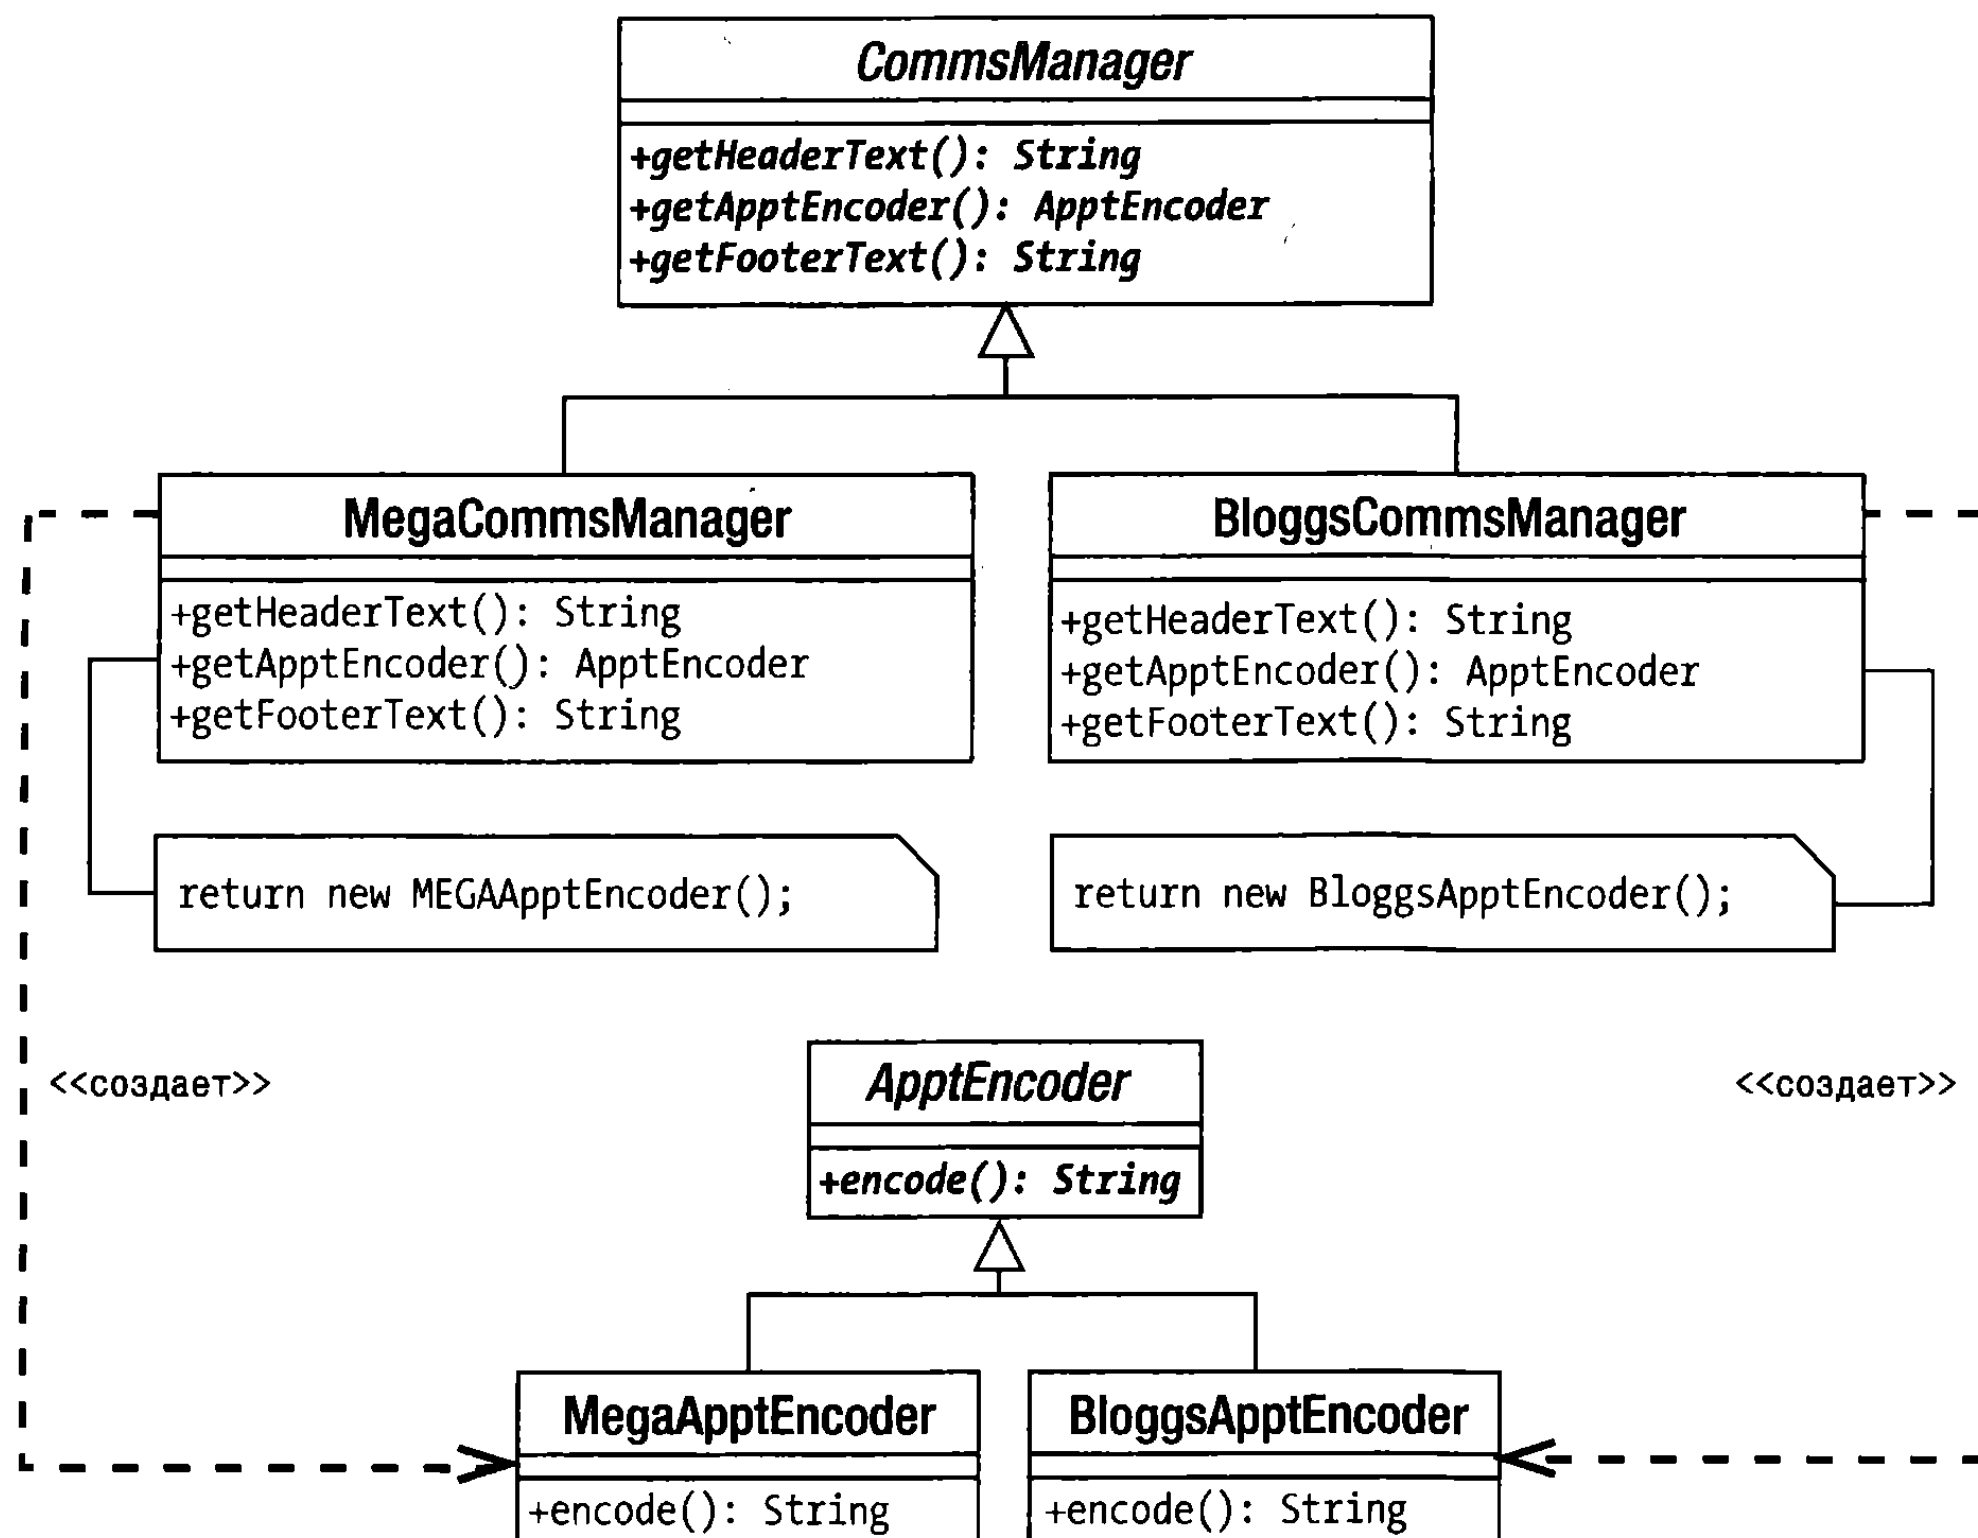 CommsManager
+getHeaderText(): String
+getApptEncoder(): ApptEncoder
+getFooterText(): String
MegaCommsManager
+getHeaderText(): String
+getApptEncoder(): ApptEncoder
+getFooterText(): String
BloggsCommsManager
+getHeaderText(): String
+getApptEncoder(): ApptEncoder
+getFooterText(): String
return new MEGAApptEncoder();
return new BloggsApptEncoder();
<<создает>>
<<создает>>
ApptEncoder
+encode(): String
MegaApptEncoder
+encode(): String
BloggsApptEncoder
+encode(): String